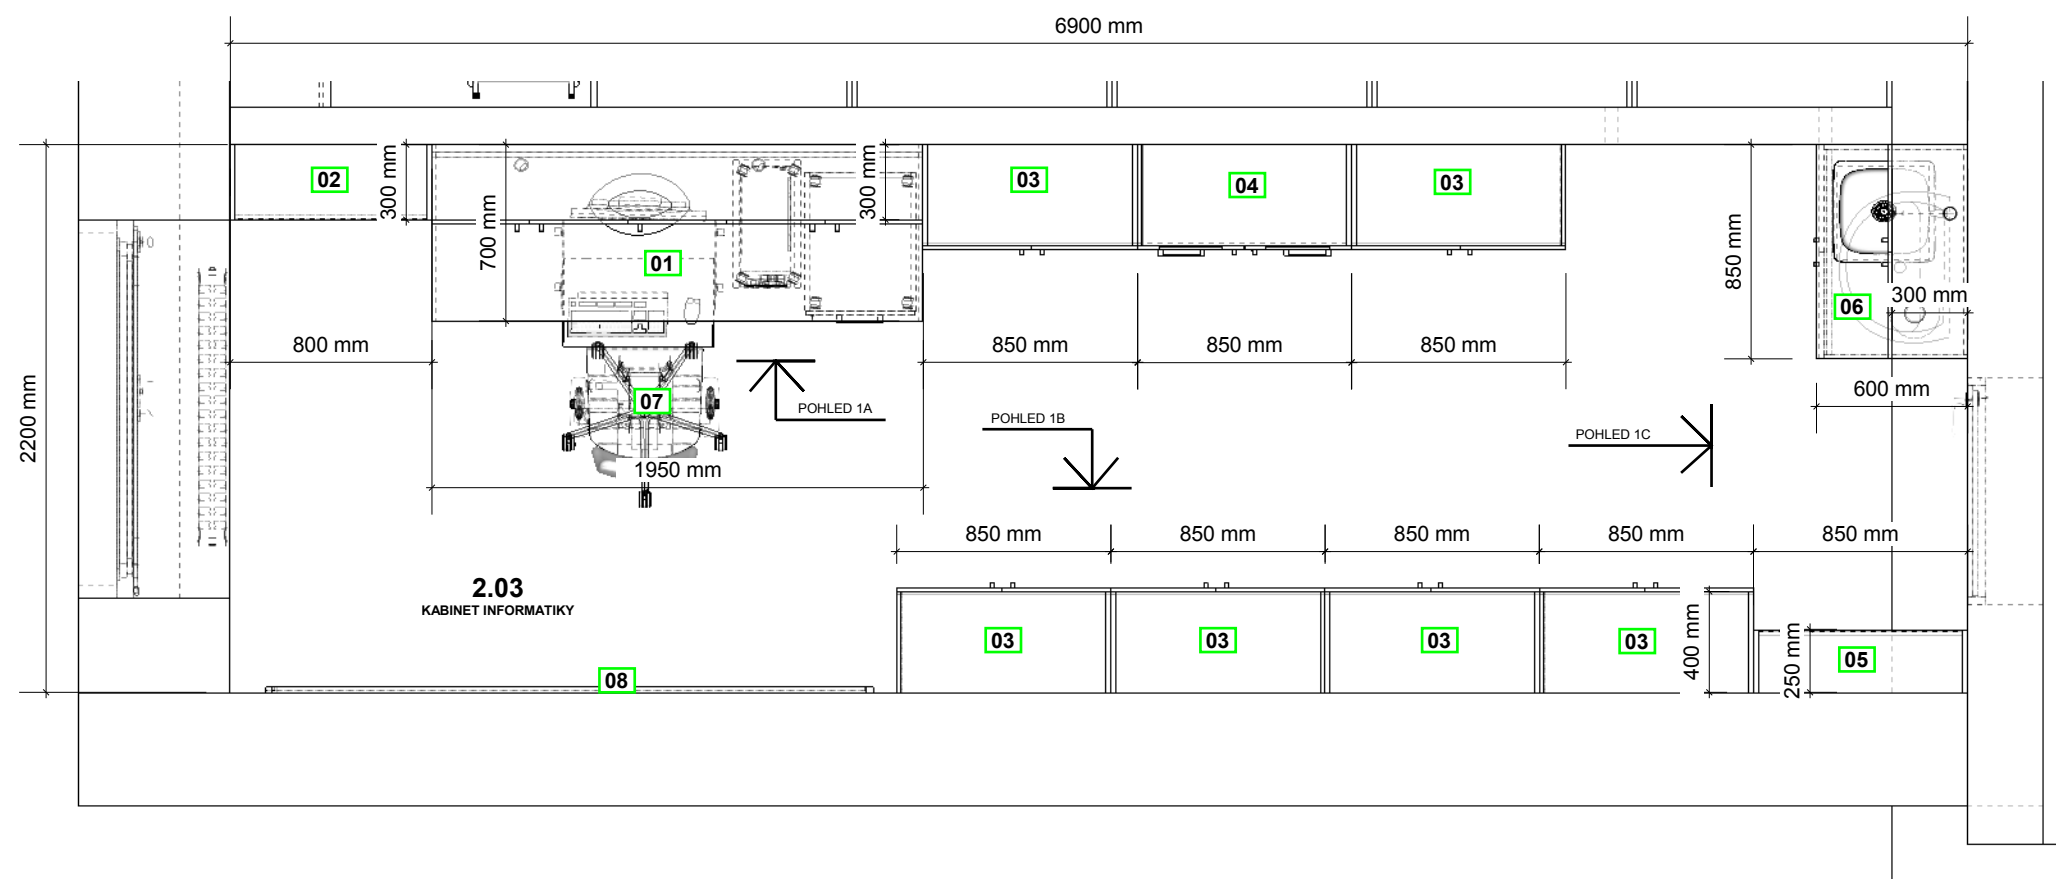 6900 mm
02
300 mm
700 mm
300 mm
03
04
03
850 mm
01
06
300 mm
800 mm
850 mm
850 mm
850 mm
600 mm
2200 mm
07
POHLED 1A
POHLED 1B
POHLED 1C
1950 mm
850 mm
850 mm
850 mm
850 mm
850 mm
2.03
KABINET INFORMATIKY
03
03
03
03
400 mm
250 mm
05
08